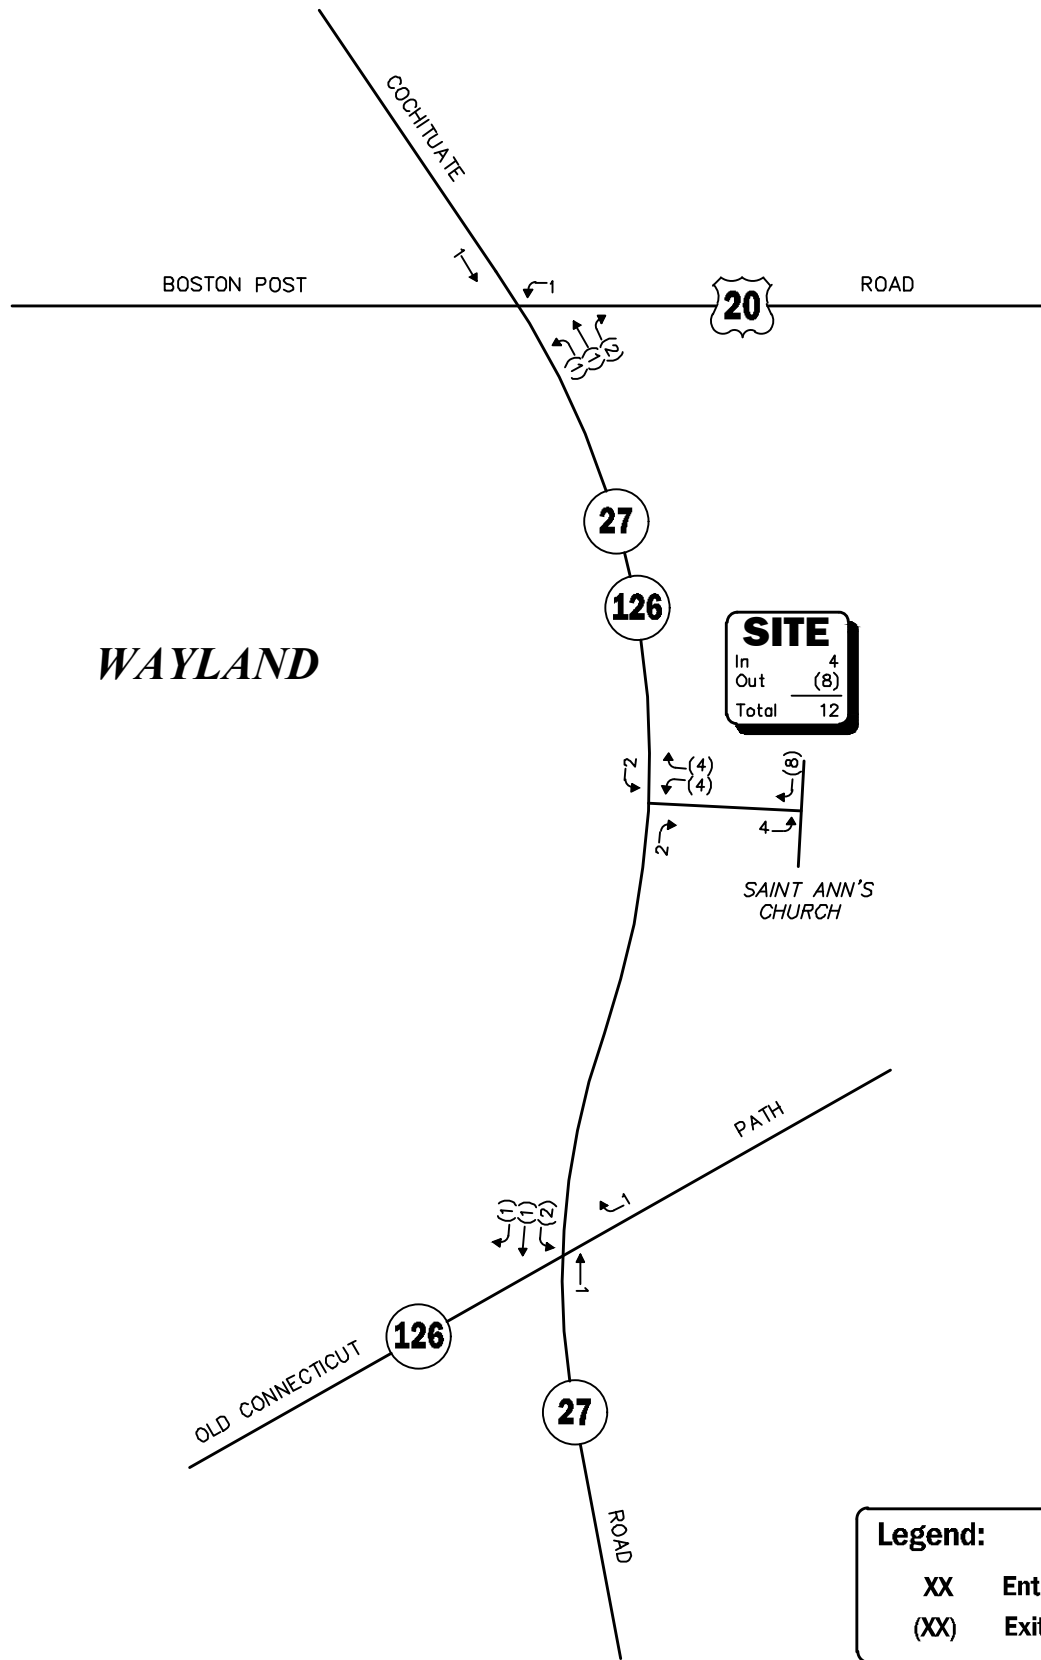 COCHITUATE
1
1
BOSTON POST
20
ROAD
(1)
(1)
(2)
27
126
WAYLAND
SITE
In 4
Out (8)
Total 12
2
(4)
(4)
(8)
2
4
SAINT ANN'S
CHURCH
PATH
(1)
(1)
(2)
1
1
126
OLD CONNECTICUT
27
ROAD
Legend:
XX Ent
(XX) Exit